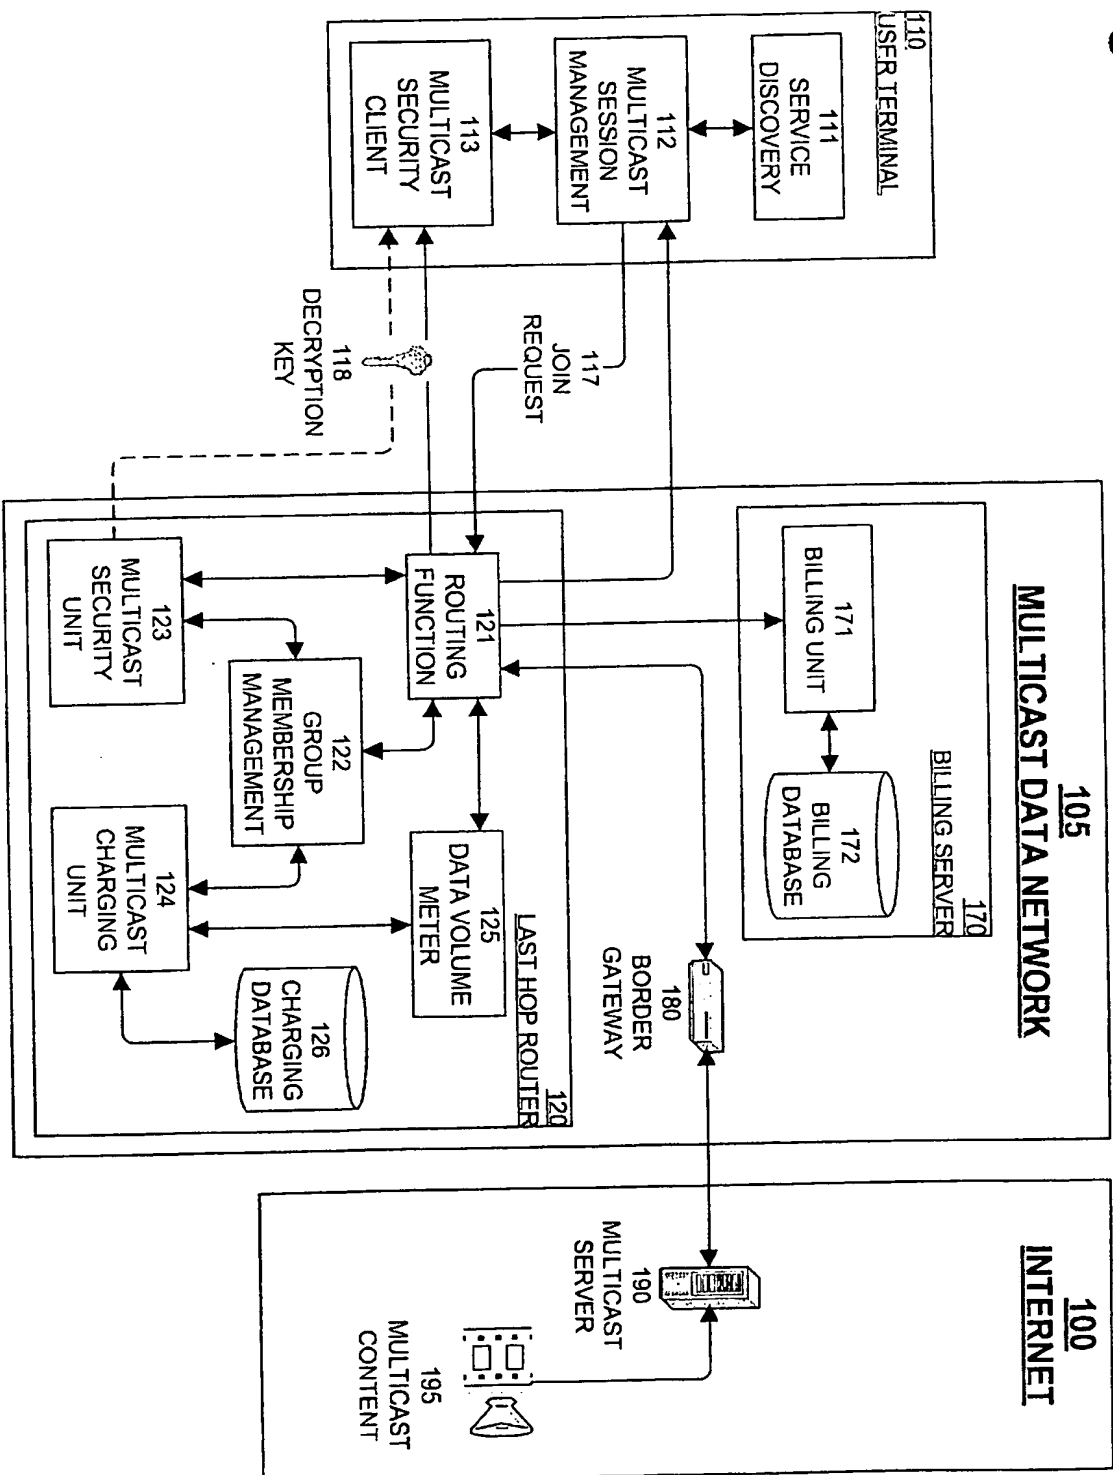 110
USER TERMINAL
111
SERVICE
DISCOVERY
112
MULTICAST
SESSION
MANAGEMENT
113
MULTICAST
SECURITY
CLIENT
117
JOIN
REQUEST
118
DECRYPTION
KEY
105
MULTICAST DATA NETWORK
170
BILLING SERVER
171
BILLING UNIT
172
BILLING
DATABASE
180
BORDER
GATEWAY
120
LAST HOP ROUTER
121
ROUTING
FUNCTION
125
DATA VOLUME
METER
122
GROUP
MEMBERSHIP
MANAGEMENT
126
CHARGING
DATABASE
123
MULTICAST
SECURITY
UNIT
124
MULTICAST
CHARGING
UNIT
100
INTERNET
190
MULTICAST
SERVER
195
MULTICAST
CONTENT